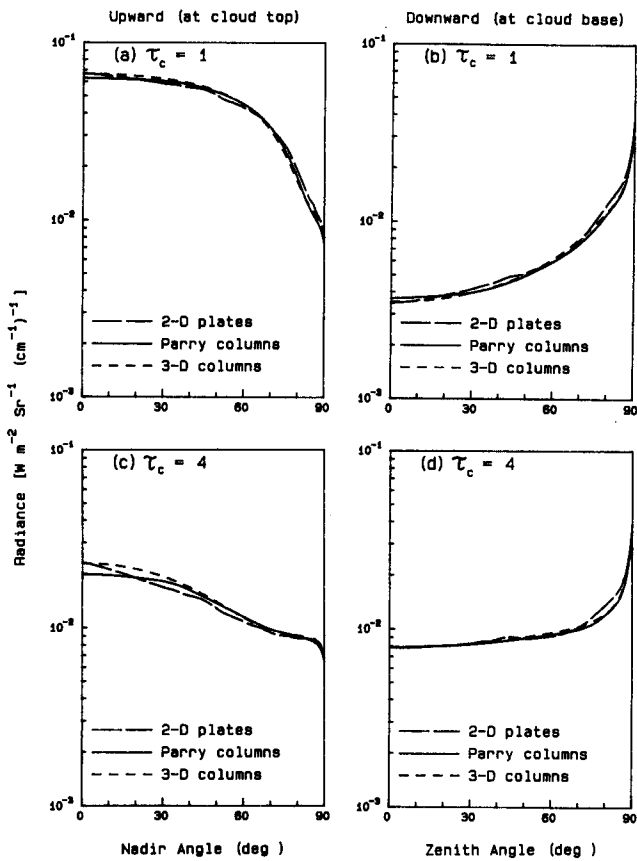 Upward (at cloud top)
Downward (at cloud base)
Radiance [W m⁻² Sr⁻¹ (cm⁻¹)⁻¹]
(a) τc = 1
10⁻¹
10⁻²
10⁻³
2-D plates
Parry columns
3-D columns
0 30 60 90
(b) τc = 1
10⁻¹
10⁻²
10⁻³
2-D plates
Parry columns
3-D columns
0 30 60 90
(c) τc = 4
10⁻¹
10⁻²
10⁻³
2-D plates
Parry columns
3-D columns
0 30 60 90
Nadir Angle (deg )
(d) τc = 4
10⁻¹
10⁻²
10⁻³
2-D plates
Parry columns
3-D columns
0 30 60 90
Zenith Angle (deg )